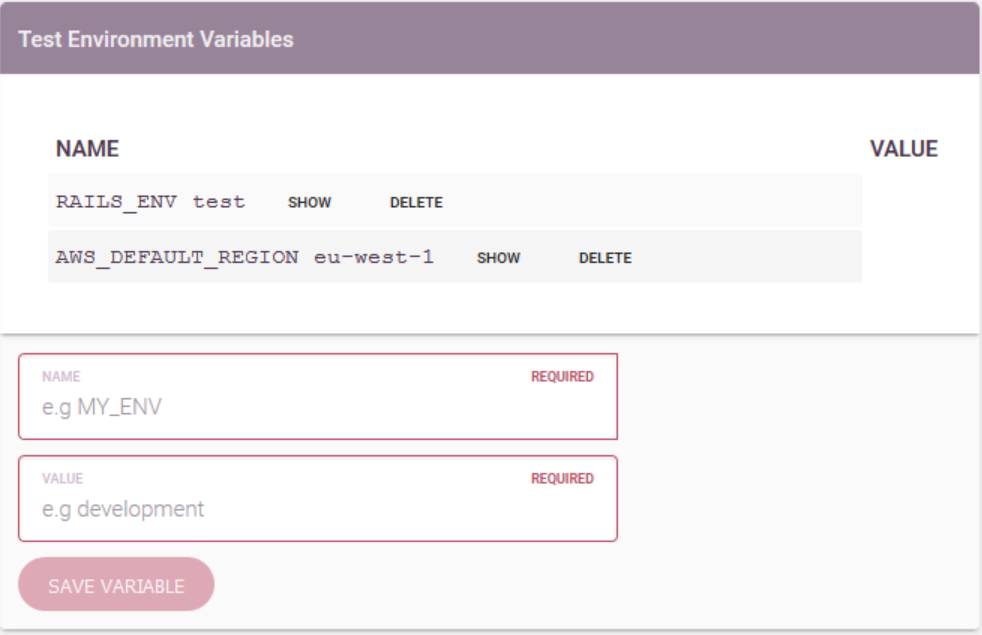 Test Environment Variables
NAME VALUE
RAILS_ENV test SHOW DELETE
AWS_DEFAULT_REGION eu-west-1 SHOW DELETE
NAME REQUIRED
e.g MY_ENV
VALUE REQUIRED
e.g development
SAVE VARIABLE